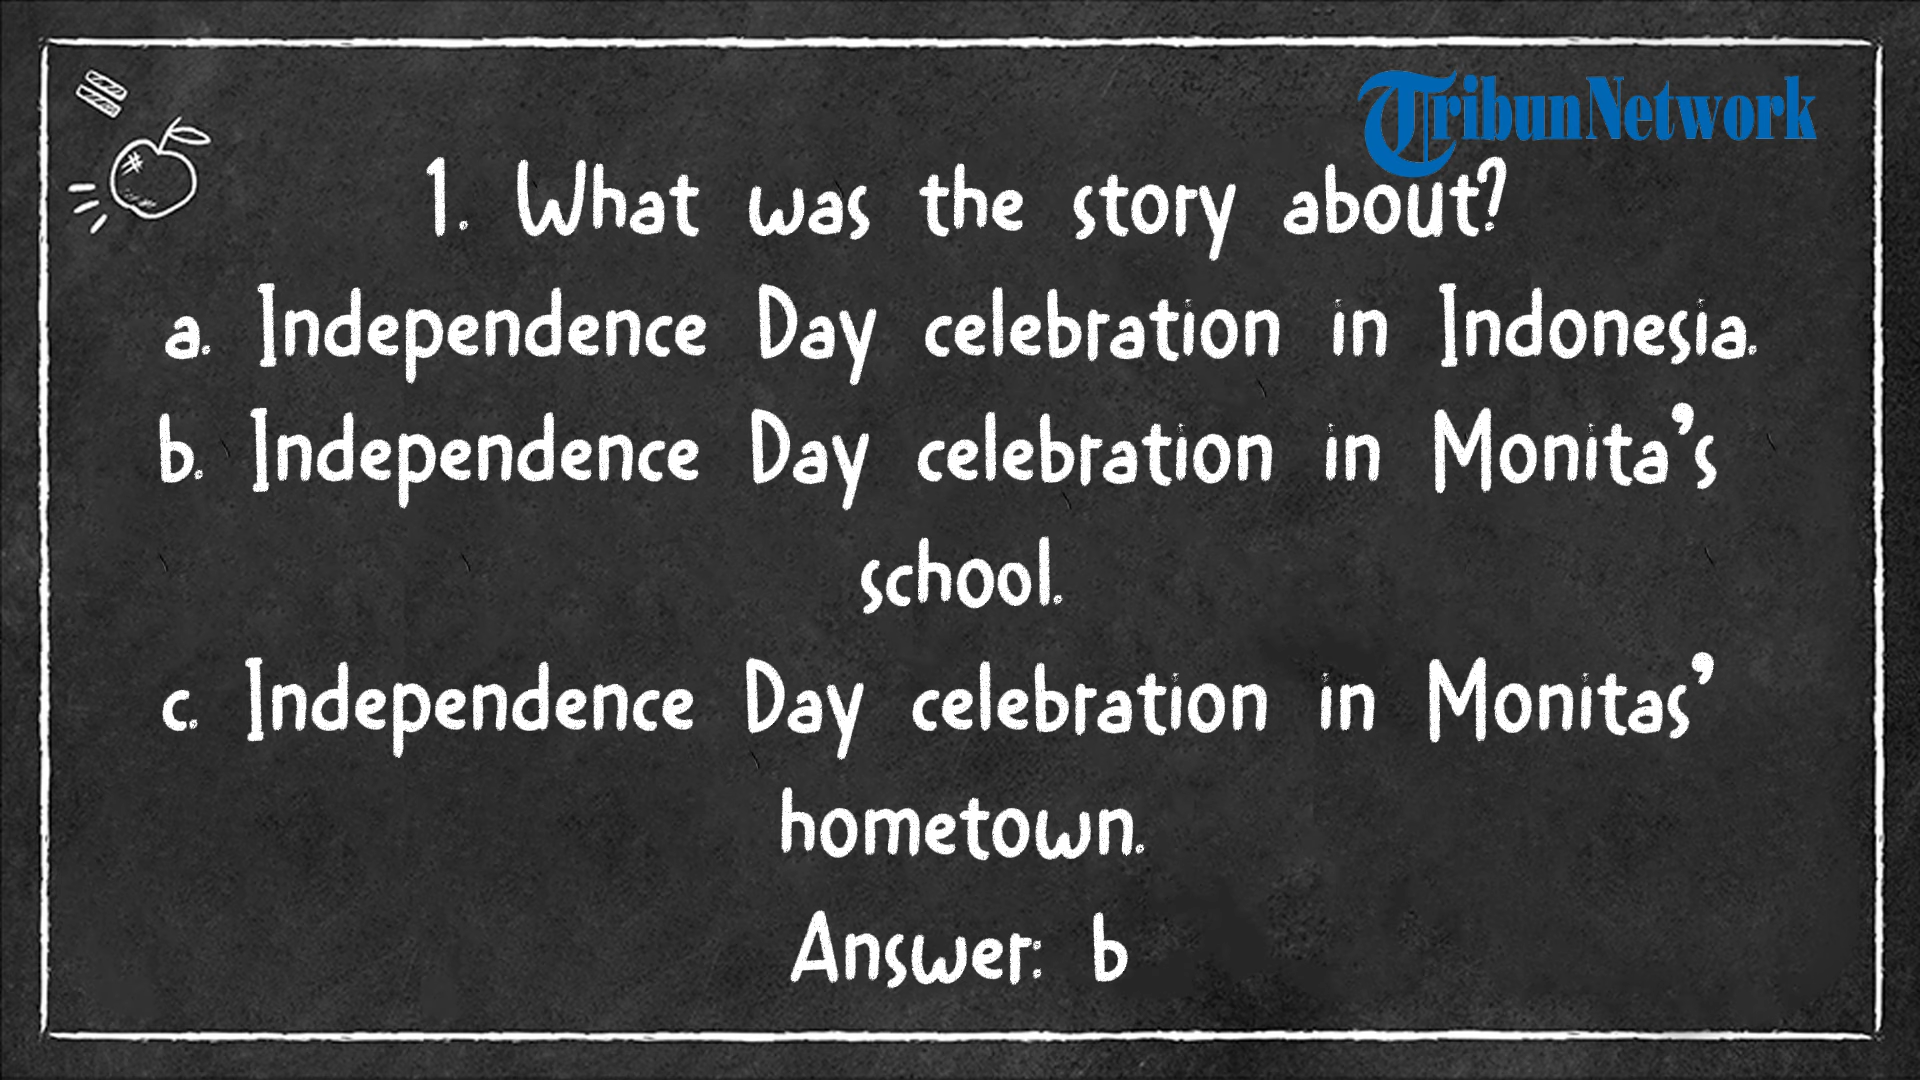 TribunNetwork
1. What was the story about?
a. Independence Day celebration in Indonesia.
b. Independence Day celebration in Monita’s
school.
c. Independence Day celebration in Monitas’
hometown.
Answer: b